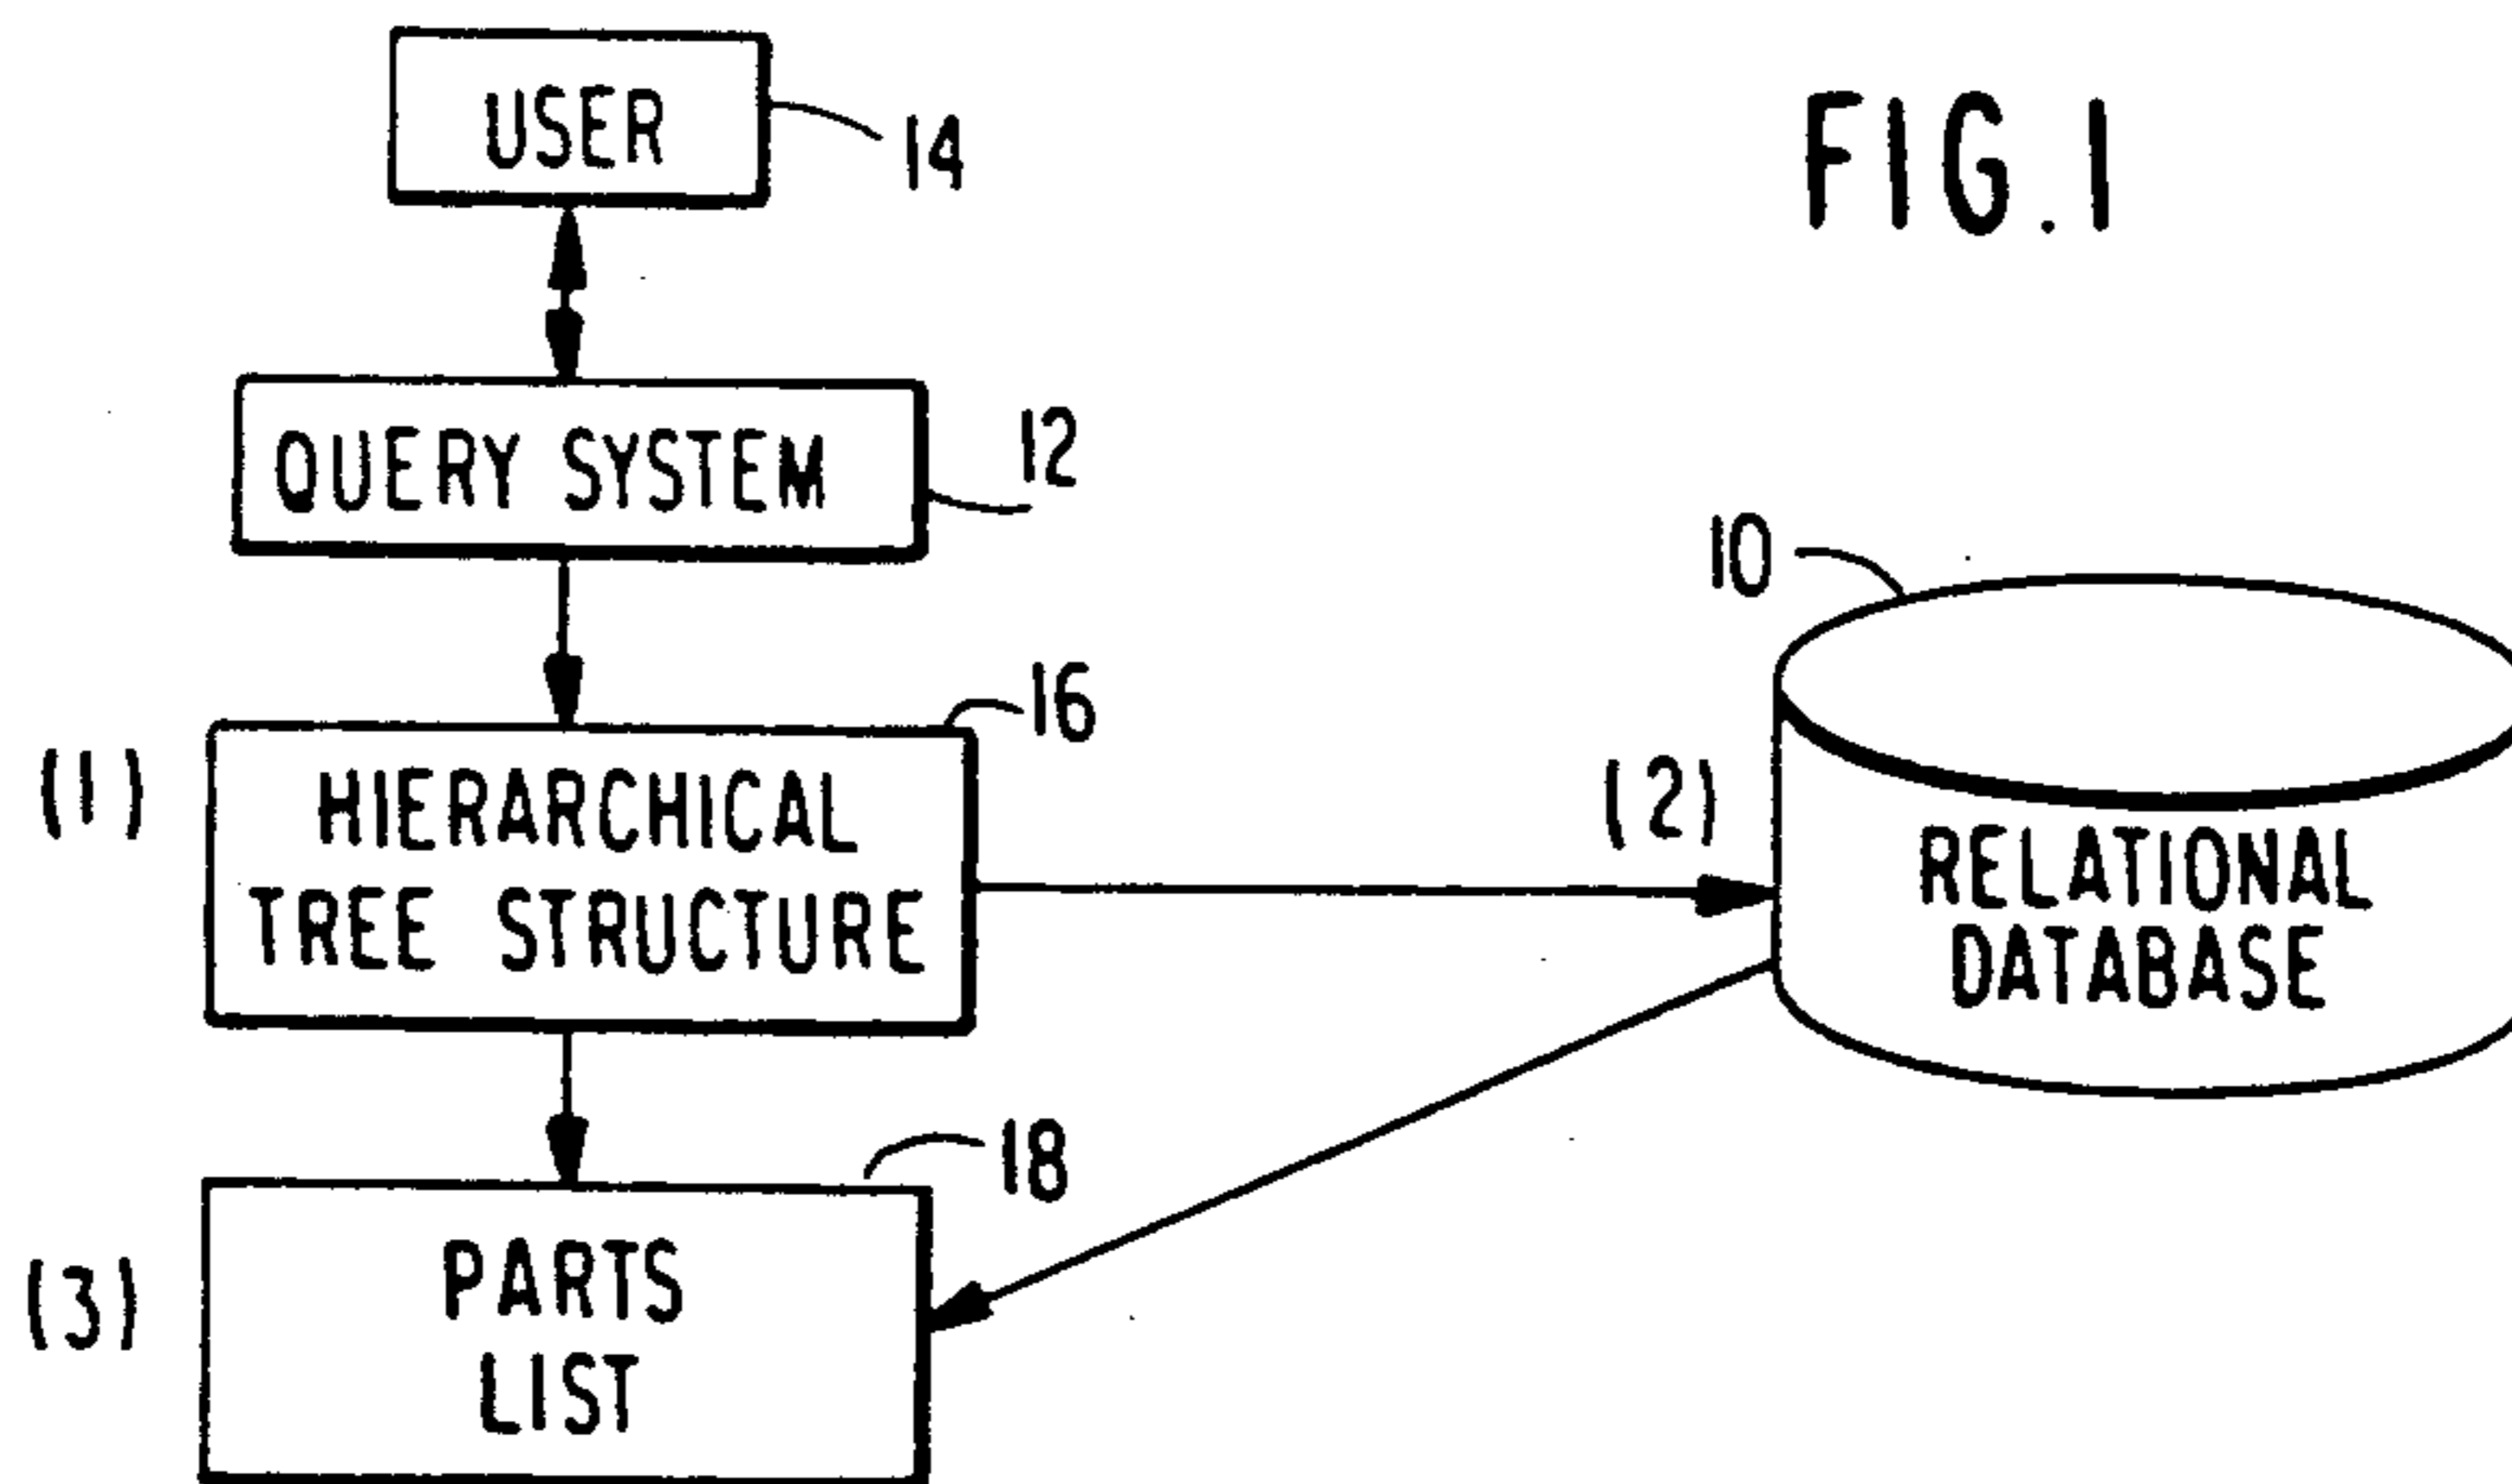 USER
14
FIG.1
QUERY SYSTEM
12
10
16
(1)
HIERARCHICAL
TREE STRUCTURE
(2)
RELATIONAL
DATABASE
18
(3)
PARTS
LIST